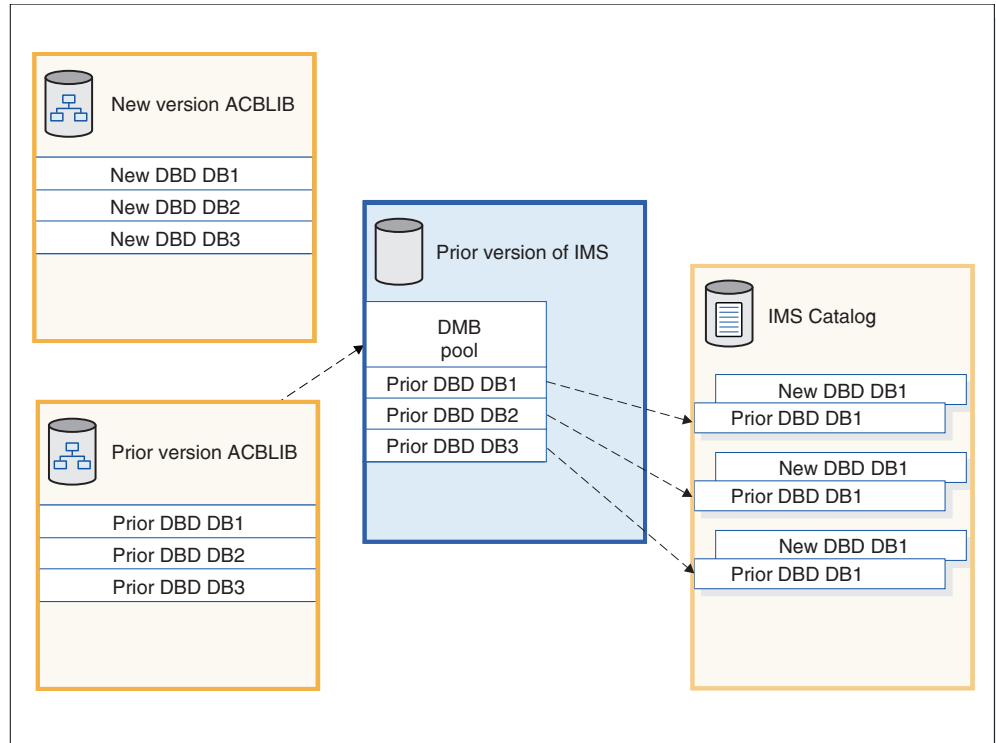 New version ACBLIB
New DBD DB1
New DBD DB2
New DBD DB3
Prior version ACBLIB
Prior DBD DB1
Prior DBD DB2
Prior DBD DB3
Prior version of IMS
DMB
pool
Prior DBD DB1
Prior DBD DB2
Prior DBD DB3
IMS Catalog
New DBD DB1
Prior DBD DB1
New DBD DB1
Prior DBD DB1
New DBD DB1
Prior DBD DB1